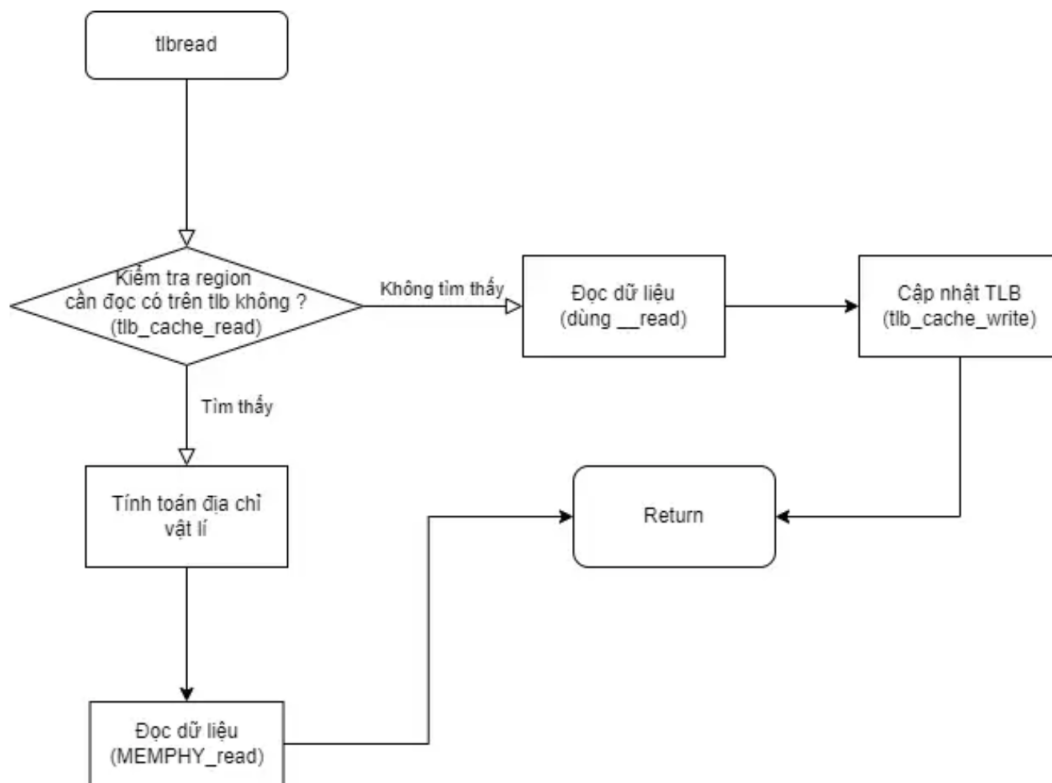 tlbread
Kiểm tra region
cần đọc có trên tlb không ?
(tlb_cache_read)
Không tìm thấy
Đọc dữ liệu
(dùng __read)
Cập nhật TLB
(tlb_cache_write)
Tìm thấy
Tính toán địa chỉ
vật lí
Return
Đọc dữ liệu
(MEMPHY_read)